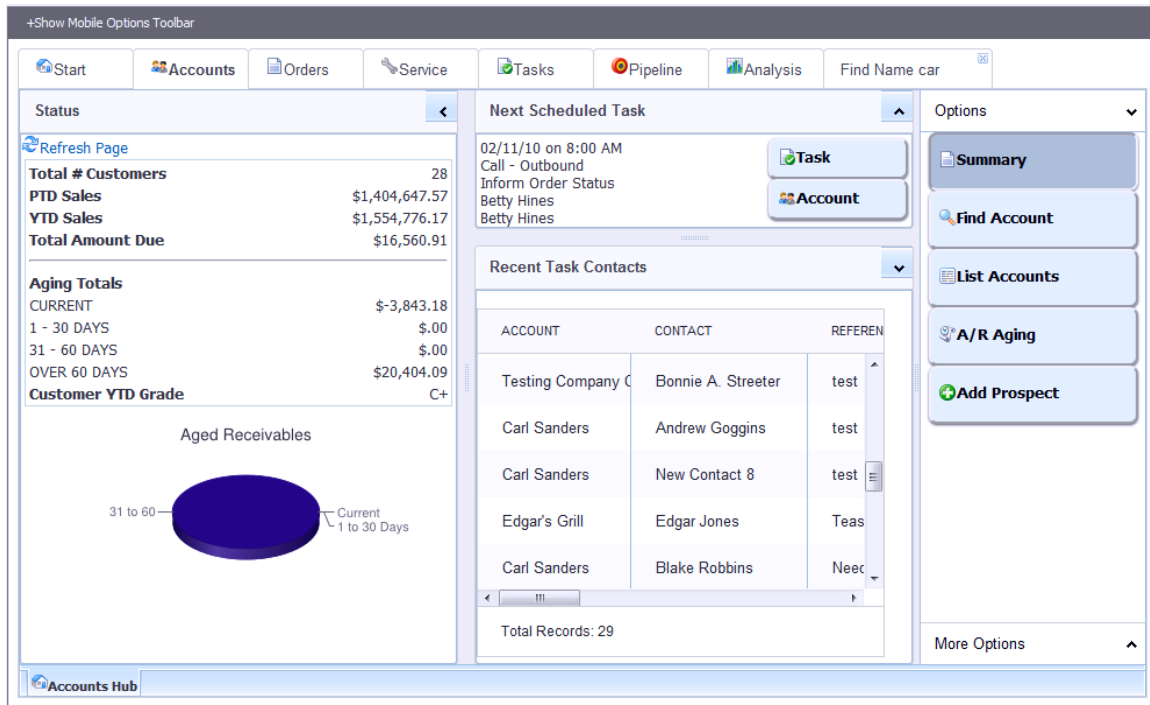 +Show Mobile Options Toolbar
Start Accounts Orders Service Tasks Pipeline Analysis Find Name car
Status
Refresh Page
Total # Customers 28
PTD Sales $1,404,647.57
YTD Sales $1,554,776.17
Total Amount Due $16,560.91
Aging Totals
CURRENT $-3,843.18
1 - 30 DAYS $.00
31 - 60 DAYS $.00
OVER 60 DAYS $20,404.09
Customer YTD Grade C+
Aged Receivables
31 to 60
Current
1 to 30 Days
Next Scheduled Task
02/11/10 on 8:00 AM
Call - Outbound
Inform Order Status
Betty Hines
Betty Hines
Task
Account
Recent Task Contacts
ACCOUNT CONTACT REFEREN
Testing Company Bonnie A. Streeter test
Carl Sanders Andrew Goggins test
Carl Sanders New Contact 8 test
Edgar's Grill Edgar Jones Teas
Carl Sanders Blake Robbins Need
Total Records: 29
Options
Summary
Find Account
List Accounts
A/R Aging
Add Prospect
More Options
Accounts Hub